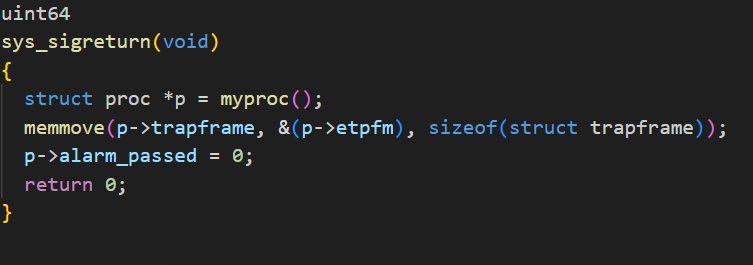 uint64
sys_sigreturn(void)
{
  struct proc *p = myproc();
  memmove(p->trapframe, &(p->etpfm), sizeof(struct trapframe));
  p->alarm_passed = 0;
  return 0;
}